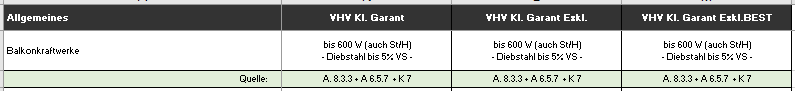 Allgemeines VHV Kl. Garant VHV Kl. Garant Exkl. VHV Kl. Garant Exkl.BEST
Balkonkraftwerke
bis 600 W (auch St/H) bis 600 W (auch St/H) bis 600 W (auch St/H)
- Diebstahl bis 5% VS - - Diebstahl bis 5% VS - - Diebstahl bis 5% VS -
Quelle: A. 8.3.3 + A 6.5.7 + K 7 A. 8.3.3 + A 6.5.7 + K 7 A. 8.3.3 + A 6.5.7 + K 7